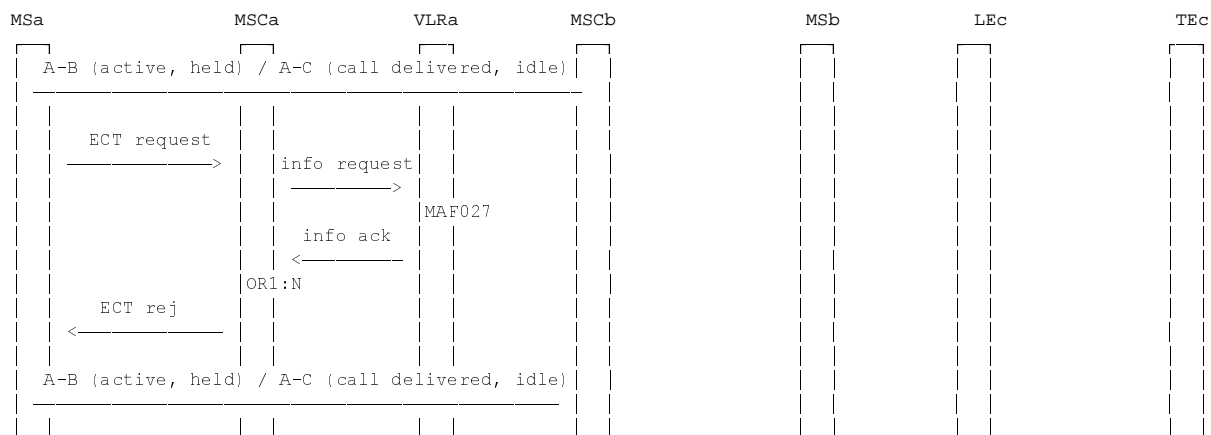 MSa MSCa VLRa MSCb MSb LEc TEc
A-B (active, held) / A-C (call delivered, idle)
ECT request
info request
MAF027
info ack
OR1:N
ECT rej
A-B (active, held) / A-C (call delivered, idle)